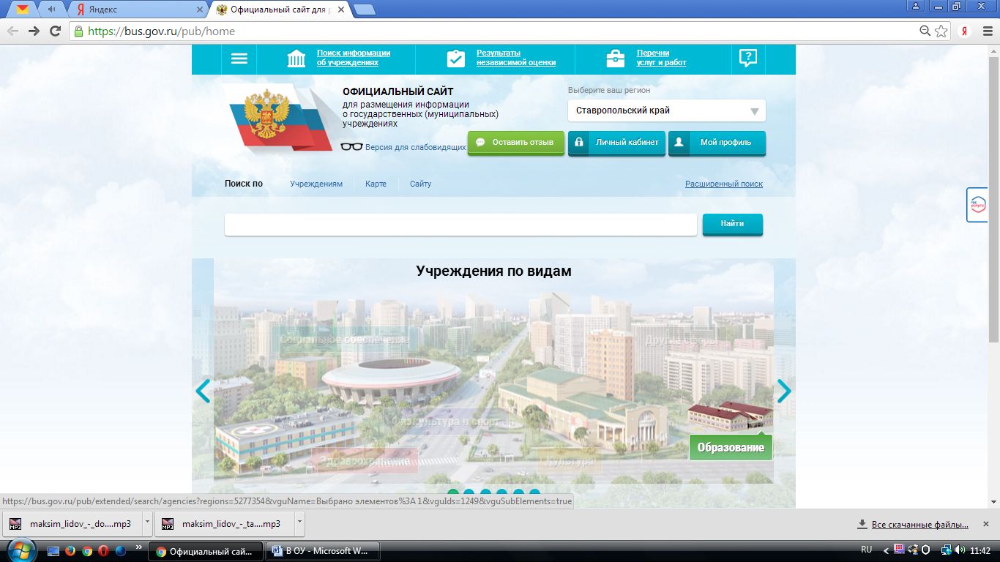 Яндекс
Официальный сайт для р
https://bus.gov.ru/pub/home
Я
Поиск информации
об учреждениях
Результаты
независимой оценки
Перечни
услуг и работ
ОФИЦИАЛЬНЫЙ САЙТ
для размещения информации
о государственных (муниципальных)
учреждениях
Версия для слабовидящих
Выберите ваш регион
Ставропольский край
Оставить отзыв
Личный кабинет
Мой профиль
Поиск по
Учреждениям
Карте
Сайту
Расширенный поиск
гос
услуги
Найти
Учреждения по видам
Социальное обеспечение
Другие сферы
Физкультура и спорт
Образование
Здравоохранение
Культура
https://bus.gov.ru/pub/extended/search/agencies?regions=5277354&vguName=Выбрано элементов%3A 1&vguIds=1249&vguSubElements=true
maksim_lidov_-_do....mp3
maksim_lidov_-_ta....mp3
Все скачанные файлы...
Официальный сай...
В ОУ - Microsoft W...
RU
11:42